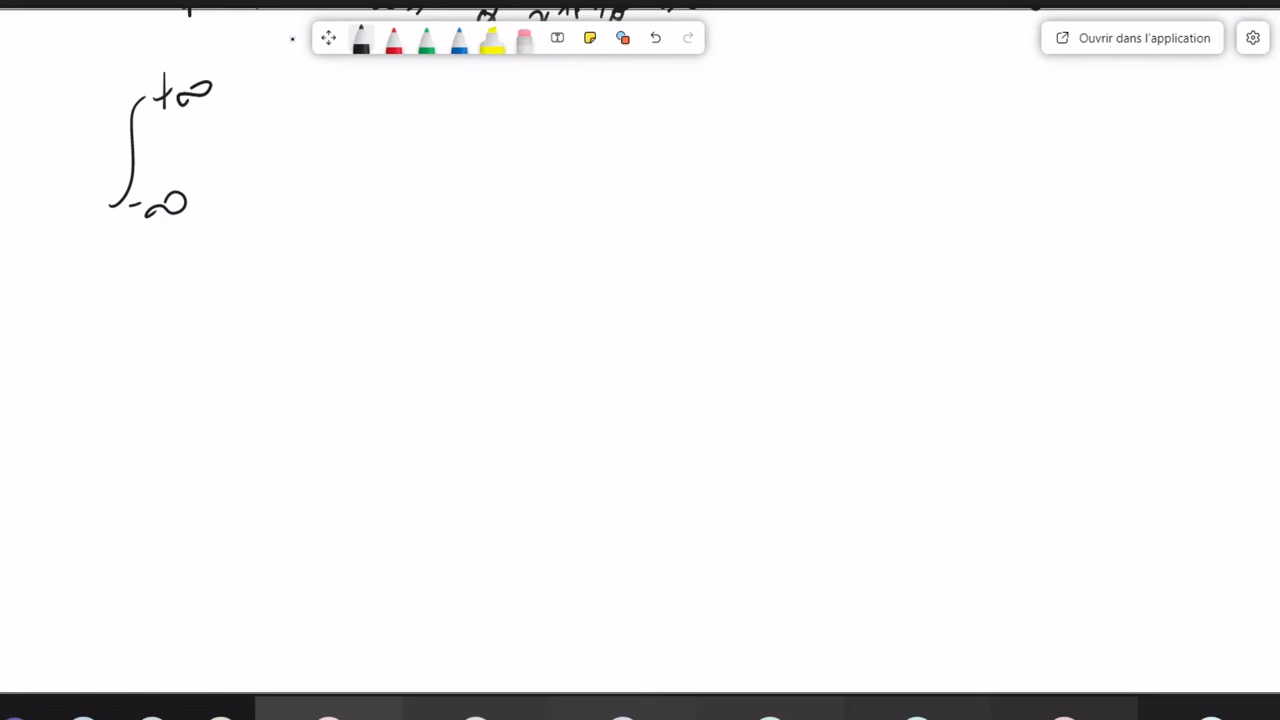 Ouvrir dans l'application
+∞
∫
-∞